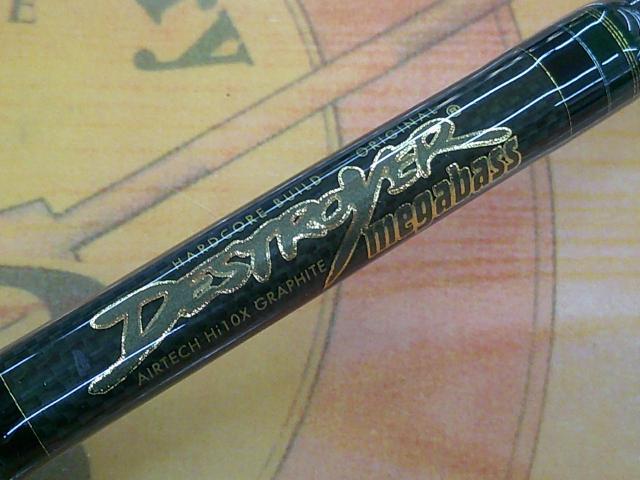 HARDCORE BUILD ORIGINAL
DESTROYER®
megabass
AIRTECH Hi10X GRAPHITE